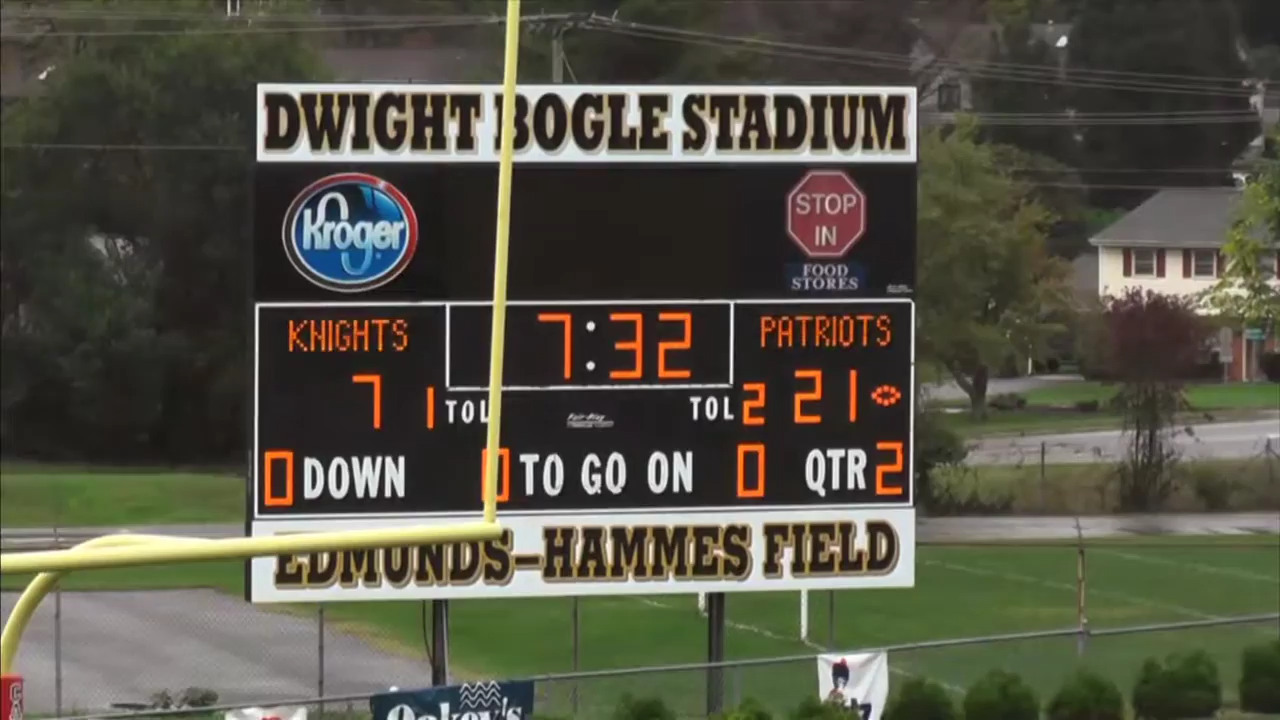 DWIGHT BOGLE STADIUM
Kroger
STOP
IN
FOOD
STORES
KNIGHTS 7:32 PATRIOTS
7 1 TOL TOL 2 21
0 DOWN 0 TO GO ON 0 QTR 2
EDMUNDS-HAMMES FIELD
Oakey's